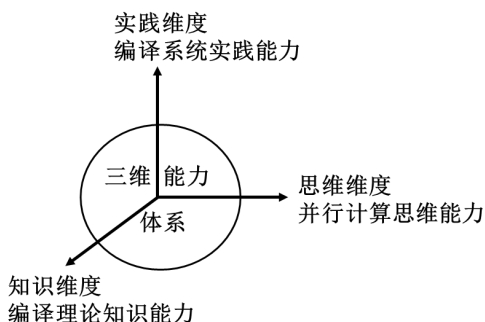 实践维度
编译系统实践能力
三维能力
体系
思维维度
并行计算思维能力
知识维度
编译理论知识能力